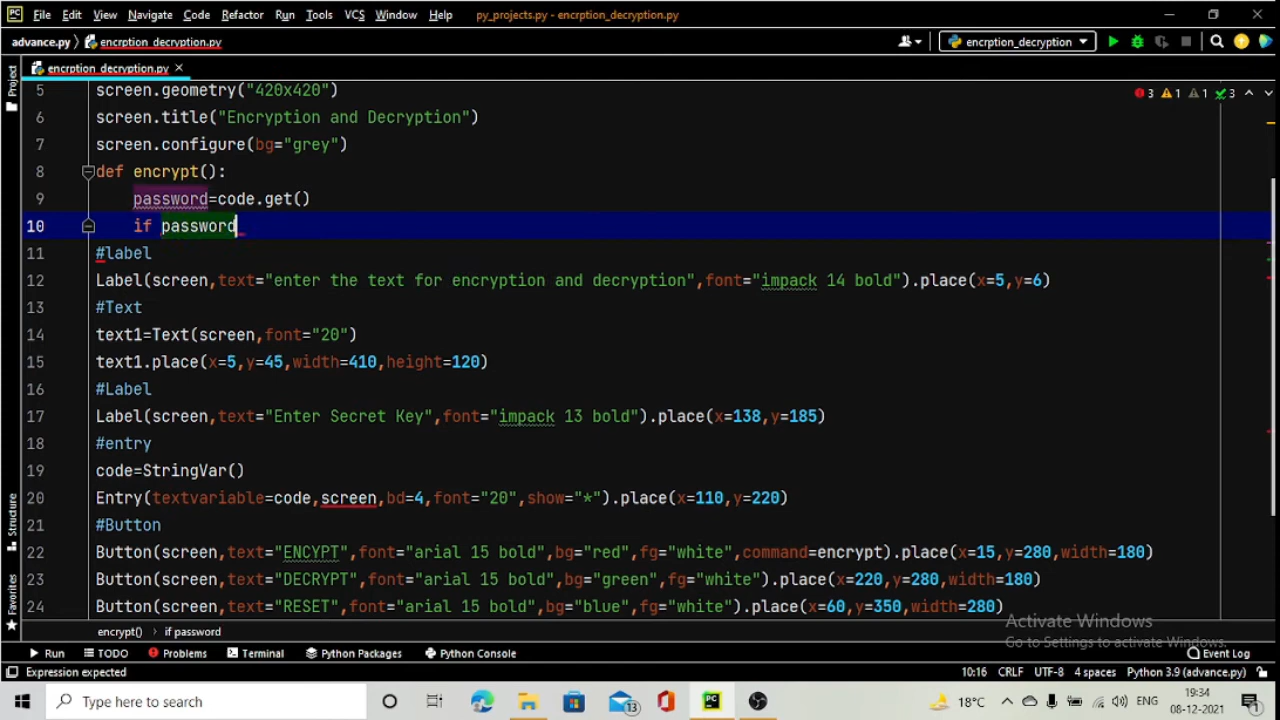 PC File Edit View Navigate Code Refactor Run Tools VCS Window Help py_projects.py - encrption_decryption.py
advance.py encrption_decryption.py encrption_decryption
encrption_decryption.py
Project
5 screen.geometry("420x420")
3 1 1 3
6 screen.title("Encryption and Decryption")
7 screen.configure(bg="grey")
8 def encrypt():
9 password=code.get()
10 if password
11 #label
12 Label(screen,text="enter the text for encryption and decryption",font="impack 14 bold").place(x=5,y=6)
13 #Text
14 text1=Text(screen,font="20")
15 text1.place(x=5,y=45,width=410,height=120)
16 #Label
17 Label(screen,text="Enter Secret Key",font="impack 13 bold").place(x=138,y=185)
18 #entry
19 code=StringVar()
20 Entry(textvariable=code,screen,bd=4,font="20",show="*").place(x=110,y=220)
21 #Button
22 Button(screen,text="ENCYPT",font="arial 15 bold",bg="red",fg="white",command=encrypt).place(x=15,y=280,width=180)
23 Button(screen,text="DECRYPT",font="arial 15 bold",bg="green",fg="white").place(x=220,y=280,width=180)
24 Button(screen,text="RESET",font="arial 15 bold",bg="blue",fg="white").place(x=60,y=350,width=280)
Structure
Favorites
Activate Windows
Go to Settings to activate Windows.
encrypt() if password
Run TODO Problems Terminal Python Packages Python Console Event Log
Expression expected 10:16 CRLF UTF-8 4 spaces Python 3.9 (advance.py)
Type here to search 13 PC 18°C ENG 19:34
08-12-2021 1